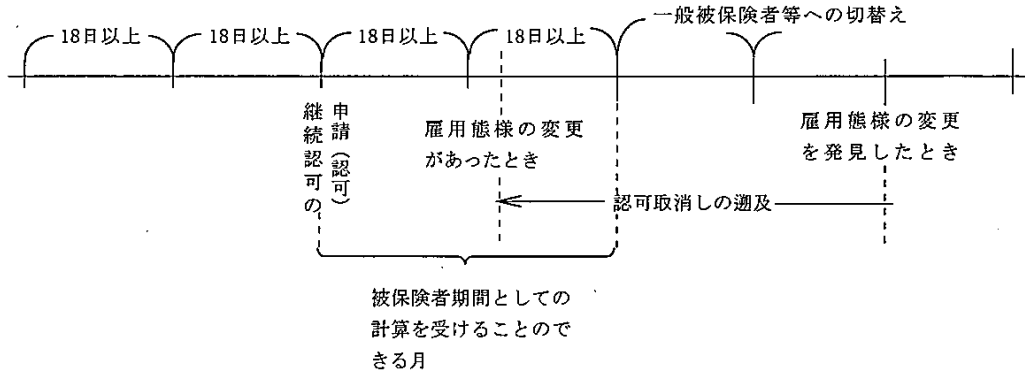 一般被保険者等への切替え
18日以上
18日以上
18日以上
18日以上
申請（認可）
継続認可の
雇用態様の変更
があったとき
雇用態様の変更
を発見したとき
認可取消しの遡及
被保険者期間としての
計算を受けることので
きる月